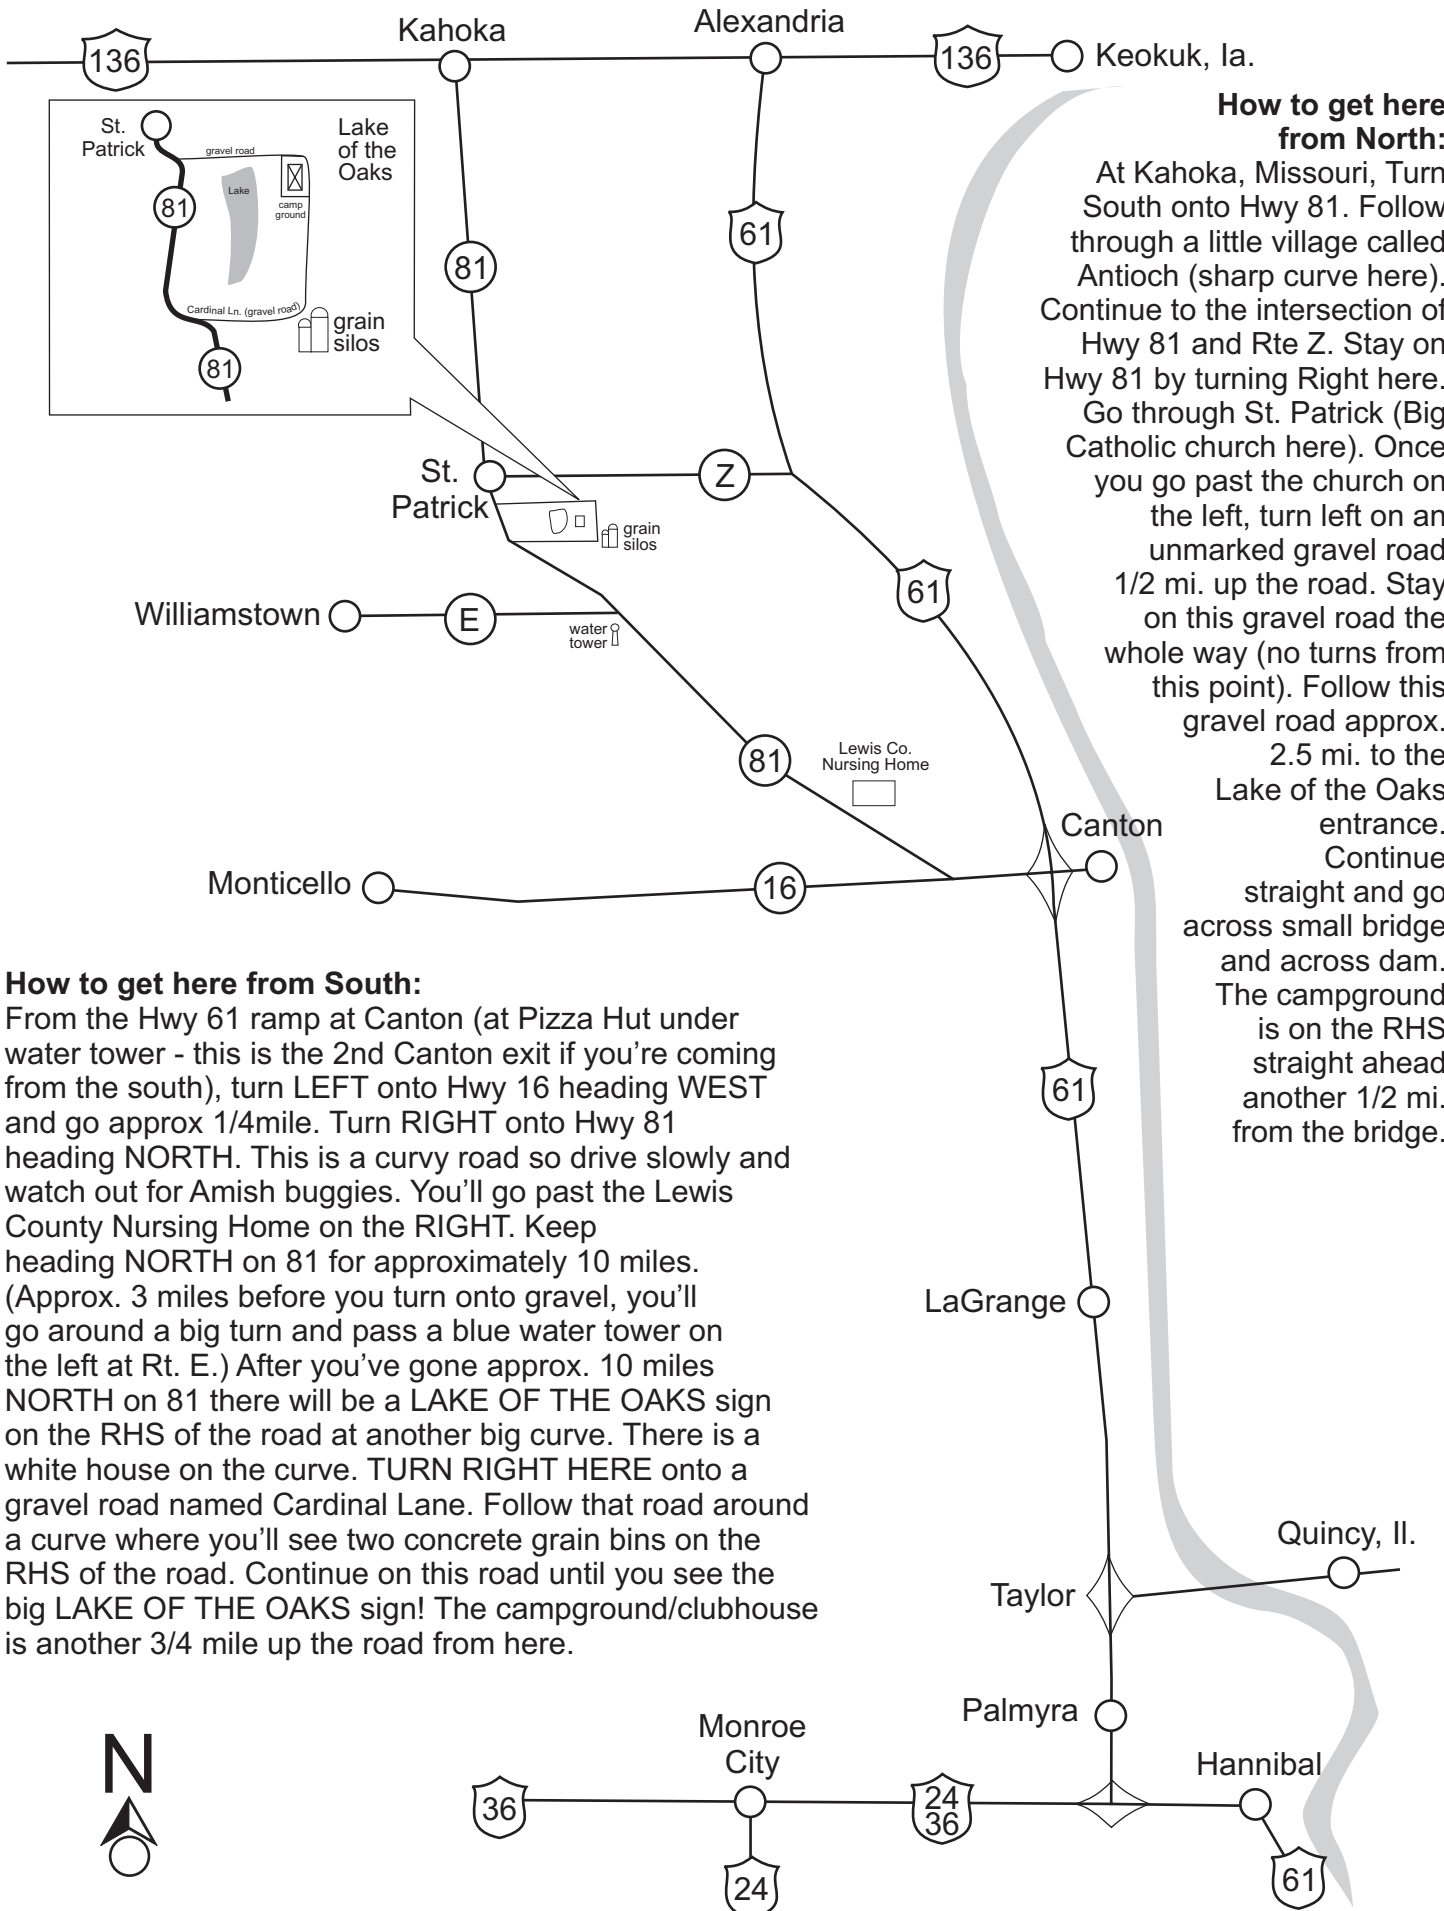 Kahoka
Alexandria
136
136
Keokuk, Ia.
St.
Patrick
gravel road
Lake
of the
Oaks
Lake
camp
ground
81
Cardinal Ln. (gravel road)
grain
silos
81
81
61
How to get here
from North:
At Kahoka, Missouri, Turn
South onto Hwy 81. Follow
through a little village called
Antioch (sharp curve here).
Continue to the intersection of
Hwy 81 and Rte Z. Stay on
Hwy 81 by turning Right here.
Go through St. Patrick (Big
Catholic church here). Once
you go past the church on
the left, turn left on an
unmarked gravel road
1/2 mi. up the road. Stay
on this gravel road the
whole way (no turns from
this point). Follow this
gravel road approx.
2.5 mi. to the
Lake of the Oaks
entrance.
Continue
straight and go
across small bridge
and across dam.
The campground
is on the RHS
straight ahead
another 1/2 mi.
from the bridge.
St.
Patrick
Z
grain
silos
61
Williamstown
E
water
tower
81
Lewis Co.
Nursing Home
Canton
Monticello
16
How to get here from South:
From the Hwy 61 ramp at Canton (at Pizza Hut under
water tower - this is the 2nd Canton exit if you’re coming
from the south), turn LEFT onto Hwy 16 heading WEST
and go approx 1/4mile. Turn RIGHT onto Hwy 81
heading NORTH. This is a curvy road so drive slowly and
watch out for Amish buggies. You’ll go past the Lewis
County Nursing Home on the RIGHT. Keep
heading NORTH on 81 for approximately 10 miles.
(Approx. 3 miles before you turn onto gravel, you’ll
go around a big turn and pass a blue water tower on
the left at Rt. E.) After you’ve gone approx. 10 miles
NORTH on 81 there will be a LAKE OF THE OAKS sign
on the RHS of the road at another big curve. There is a
white house on the curve. TURN RIGHT HERE onto a
gravel road named Cardinal Lane. Follow that road around
a curve where you’ll see two concrete grain bins on the
RHS of the road. Continue on this road until you see the
big LAKE OF THE OAKS sign! The campground/clubhouse
is another 3/4 mile up the road from here.
61
LaGrange
Quincy, Il.
Taylor
Palmyra
Monroe
City
Hannibal
N
36
24
36
24
61